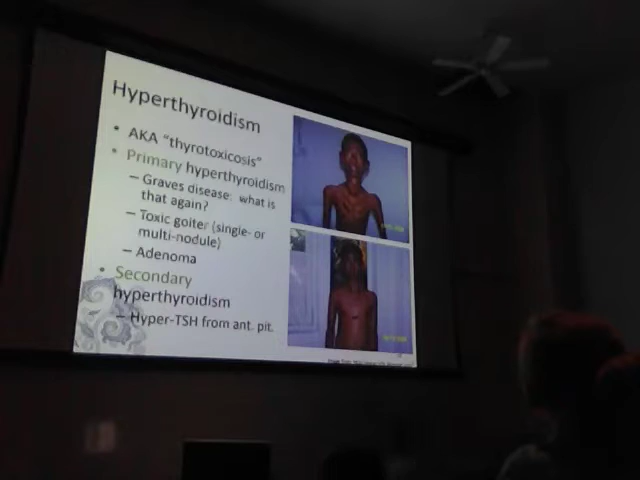 Hyperthyroidism
• AKA "thyrotoxicosis"
• Primary hyperthyroidism
– Graves disease: what is
that again?
– Toxic goiter (single- or
multi-nodule)
– Adenoma
• Secondary
hyperthyroidism
– Hyper-TSH from ant. pit.